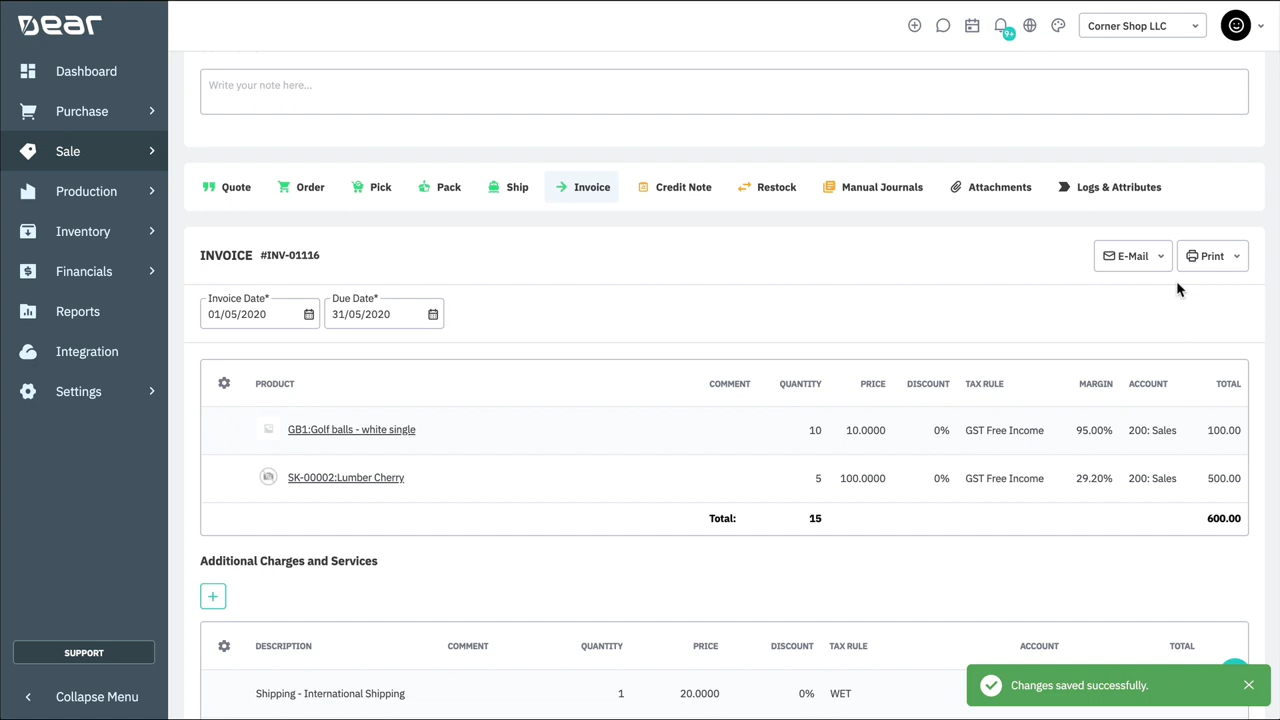 Dear
Corner Shop LLC
9+
Dashboard
Purchase
Sale
Production
Inventory
Financials
Reports
Integration
Settings
SUPPORT
Collapse Menu
Write your note here...
Quote Order Pick Pack Ship Invoice Credit Note Restock Manual Journals Attachments Logs & Attributes
INVOICE #INV-01116
E-Mail Print
Invoice Date* Due Date*
01/05/2020 31/05/2020
PRODUCT COMMENT QUANTITY PRICE DISCOUNT TAX RULE MARGIN ACCOUNT TOTAL
GB1:Golf balls - white single 10 10.0000 0% GST Free Income 95.00% 200: Sales 100.00
SK-00002:Lumber Cherry 5 100.0000 0% GST Free Income 29.20% 200: Sales 500.00
Total: 15 600.00
Additional Charges and Services
DESCRIPTION COMMENT QUANTITY PRICE DISCOUNT TAX RULE ACCOUNT TOTAL
Shipping - International Shipping 1 20.0000 0% WET
Changes saved successfully.